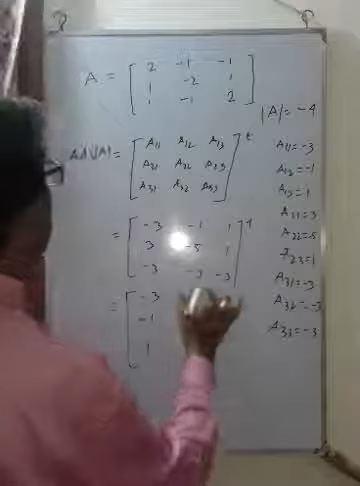 A = [ 2 -1 -1
1 -2 1
1 -1 2 ]
|A| = -4
Adj(A) = [ A11 A12 A13
A21 A22 A23
A31 A32 A33 ]t
= [ -3 -1 1
3 -5 1
-3 -3 -3 ]t
= [ -3
-1
1
A11 = -3
A12 = -1
A13 = 1
A21 = 3
A22 = -5
A23 = 1
A31 = -3
A32 = -3
A33 = -3